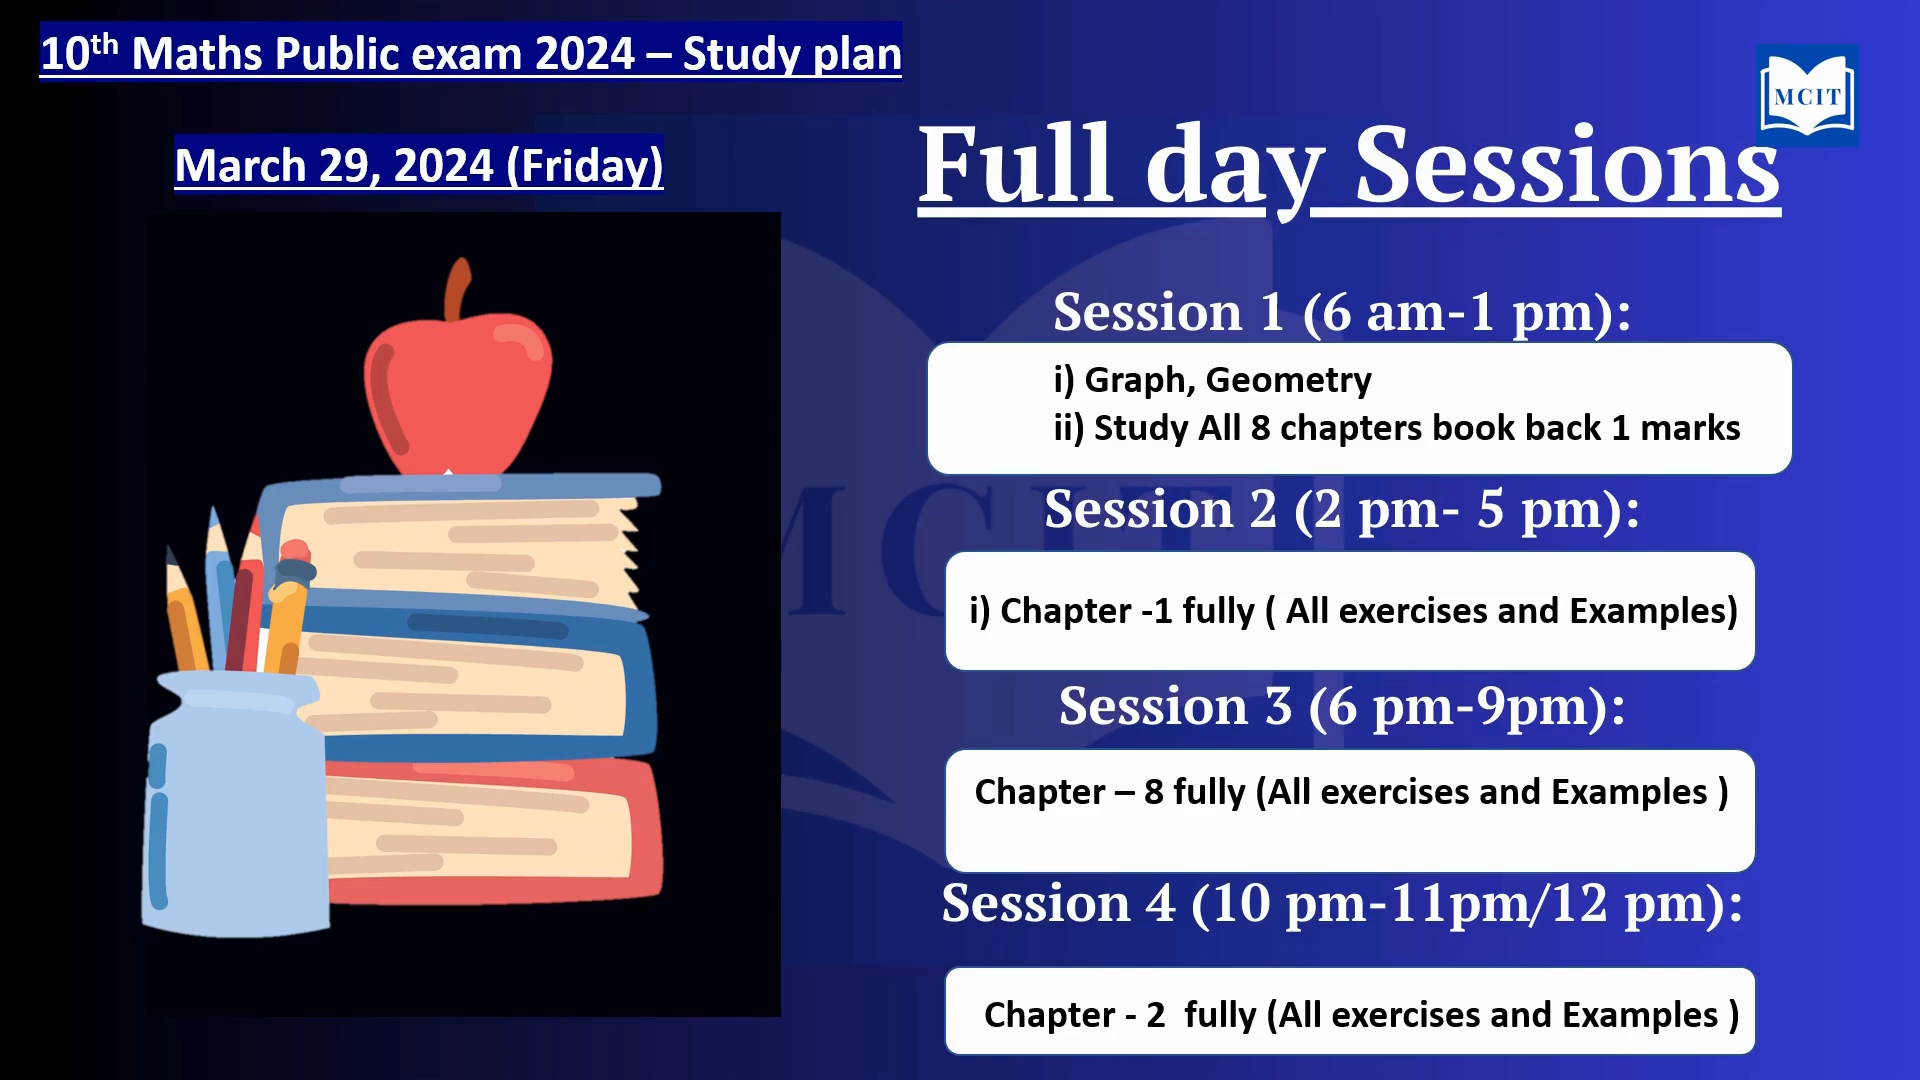 10th Maths Public exam 2024 – Study plan
MCIT
March 29, 2024 (Friday)
Full day Sessions
Session 1 (6 am-1 pm):
i) Graph, Geometry
ii) Study All 8 chapters book back 1 marks
Session 2 (2 pm- 5 pm):
i) Chapter -1 fully ( All exercises and Examples)
Session 3 (6 pm-9pm):
Chapter – 8 fully (All exercises and Examples )
Session 4 (10 pm-11pm/12 pm):
Chapter - 2  fully (All exercises and Examples )
MCIT